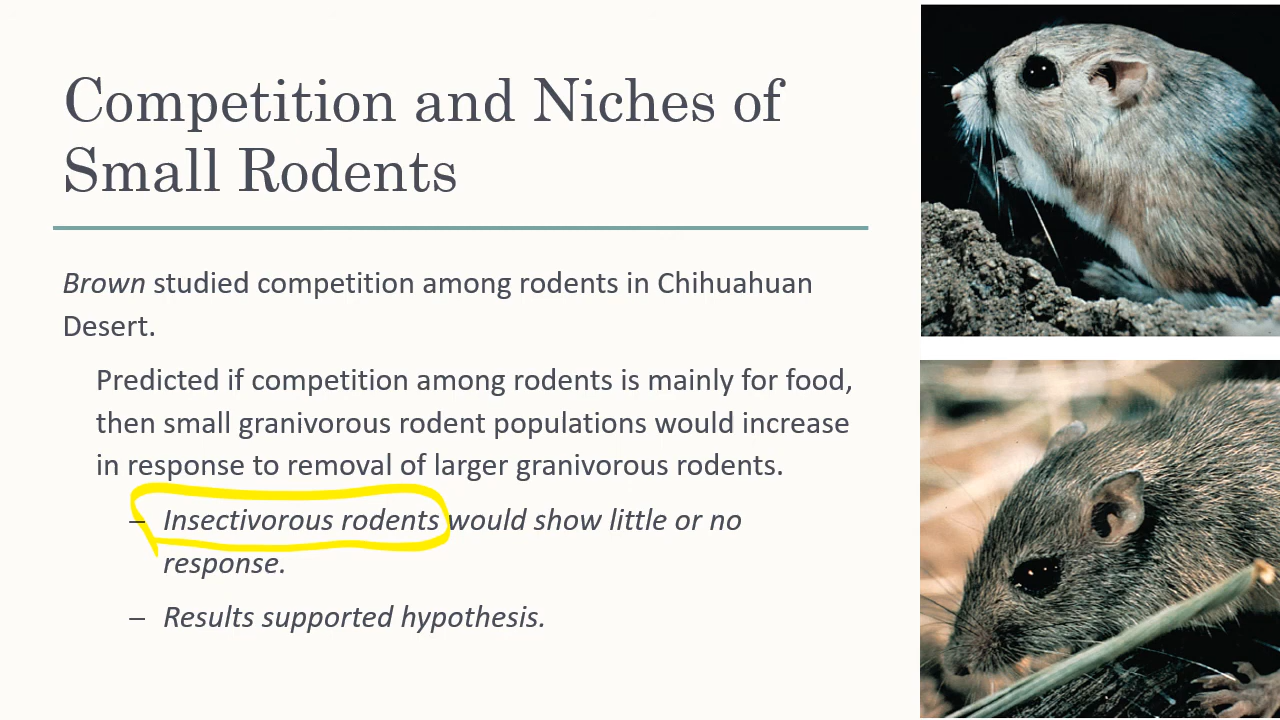 Competition and Niches of
Small Rodents
Brown studied competition among rodents in Chihuahuan
Desert.
Predicted if competition among rodents is mainly for food,
then small granivorous rodent populations would increase
in response to removal of larger granivorous rodents.
– Insectivorous rodents would show little or no
response.
– Results supported hypothesis.